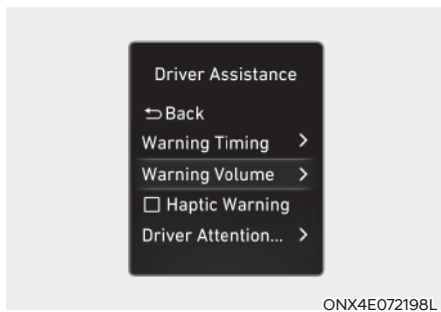 Driver Assistance
Back
Warning Timing
Warning Volume
Haptic Warning
Driver Attention...
ONX4E072198L